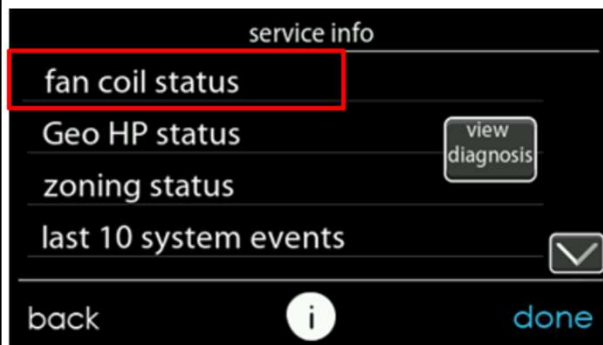 service info
fan coil status
Geo HP status
view
diagnosis
zoning status
last 10 system events
back
i
done